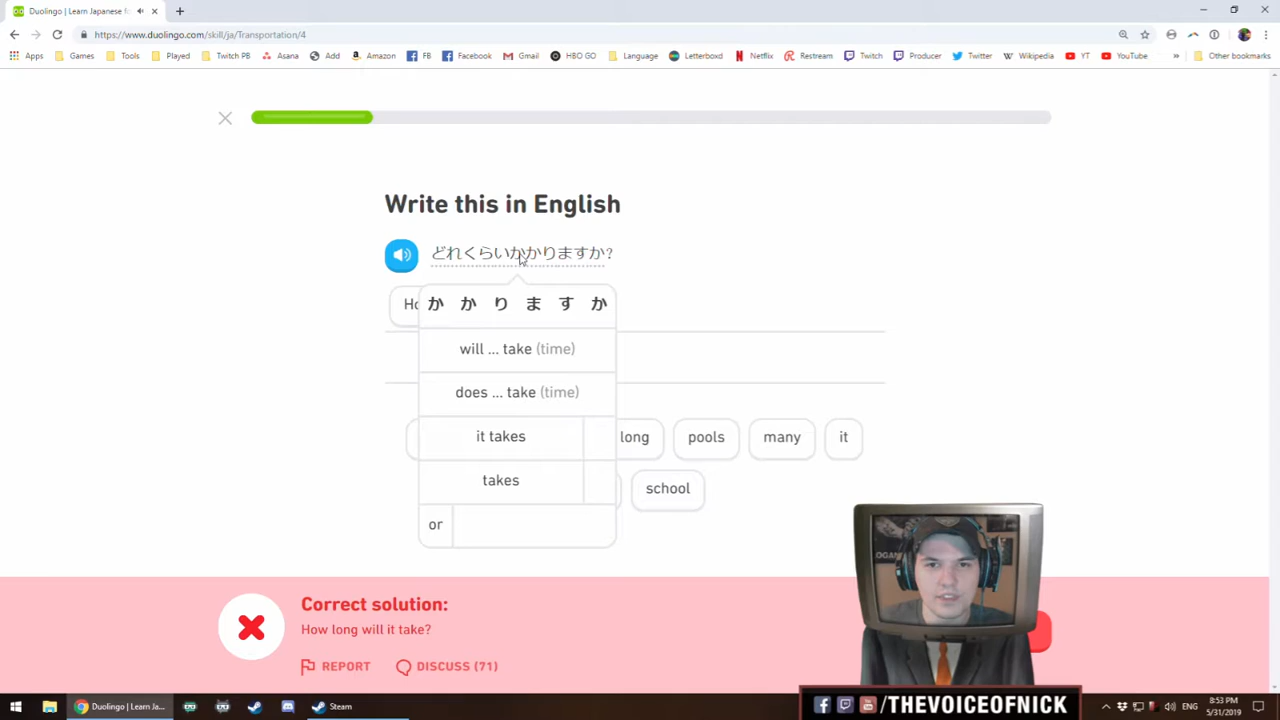 Duolingo | Learn Japanese fo
https://www.duolingo.com/skill/ja/Transportation/4
Apps Games Tools Played Twitch PB Asana Add Amazon FB Facebook Gmail HBO GO Language Letterboxd Netflix Restream Twitch Producer Twitter Wikipedia YT YouTube » Other bookmarks
Write this in English
どれくらいかかりますか?
かかりますか
will ... take (time)
does ... take (time)
it takes
takes
or
long pools many it
school
Correct solution:
How long will it take?
REPORT DISCUSS (71)
/THEVOICEOFNICK
Duolingo | Learn Ja...
Steam
ENG
8:53 PM
5/31/2019